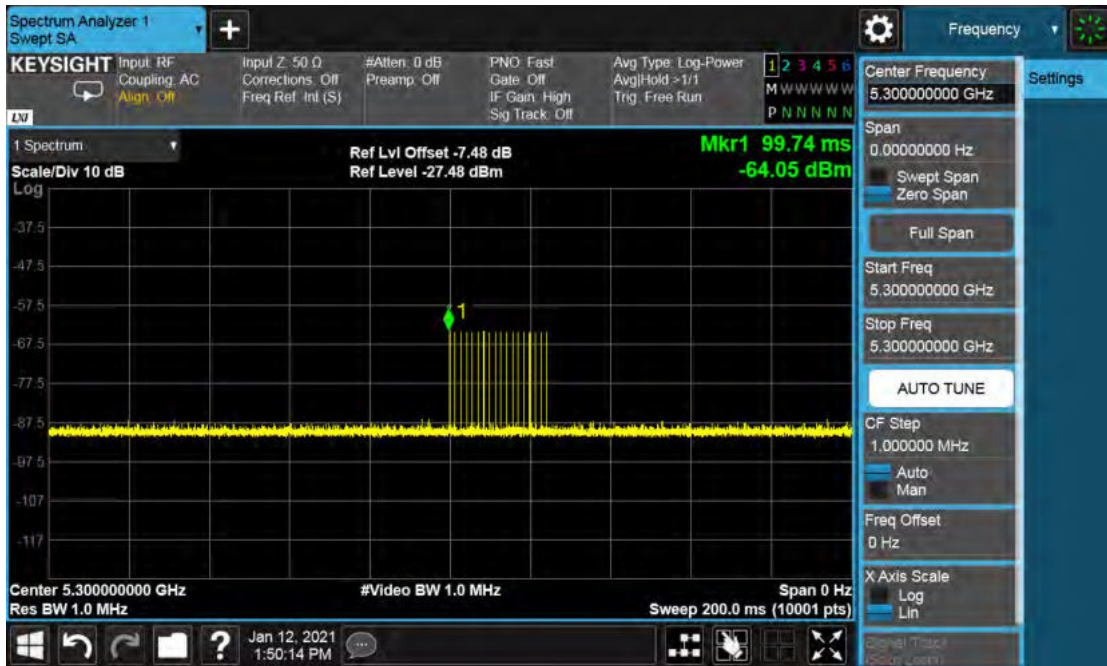 Spectrum Analyzer 1
Swept SA
+
Frequency
KEYSIGHT
Input: RF
Coupling: AC
Align: Off
Input Z: 50 Ω
Corrections: Off
Freq Ref: Int (S)
#Atten: 0 dB
Preamp: Off
PNO: Fast
Gate: Off
IF Gain: High
Sig Track: Off
Avg Type: Log-Power
Avg|Hold >1/1
Trig: Free Run
1 2 3 4 5 6
M W W W W W
P N N N N N
LXI
Center Frequency
5.300000000 GHz
Settings
Span
0.00000000 Hz
Swept Span
Zero Span
Full Span
Start Freq
5.300000000 GHz
Stop Freq
5.300000000 GHz
AUTO TUNE
CF Step
1.000000 MHz
Auto
Man
Freq Offset
0 Hz
X Axis Scale
Log
Lin
Signal Track
(Span Zoom)
1 Spectrum
Scale/Div 10 dB
Ref Lvl Offset -7.48 dB
Ref Level -27.48 dBm
Mkr1 99.74 ms
-64.05 dBm
Log
-37.5
-47.5
-57.5
1
-67.5
-77.5
-87.5
-97.5
-107
-117
Center 5.300000000 GHz
Res BW 1.0 MHz
#Video BW 1.0 MHz
Span 0 Hz
Sweep 200.0 ms (10001 pts)
?
Jan 12, 2021
1:50:14 PM